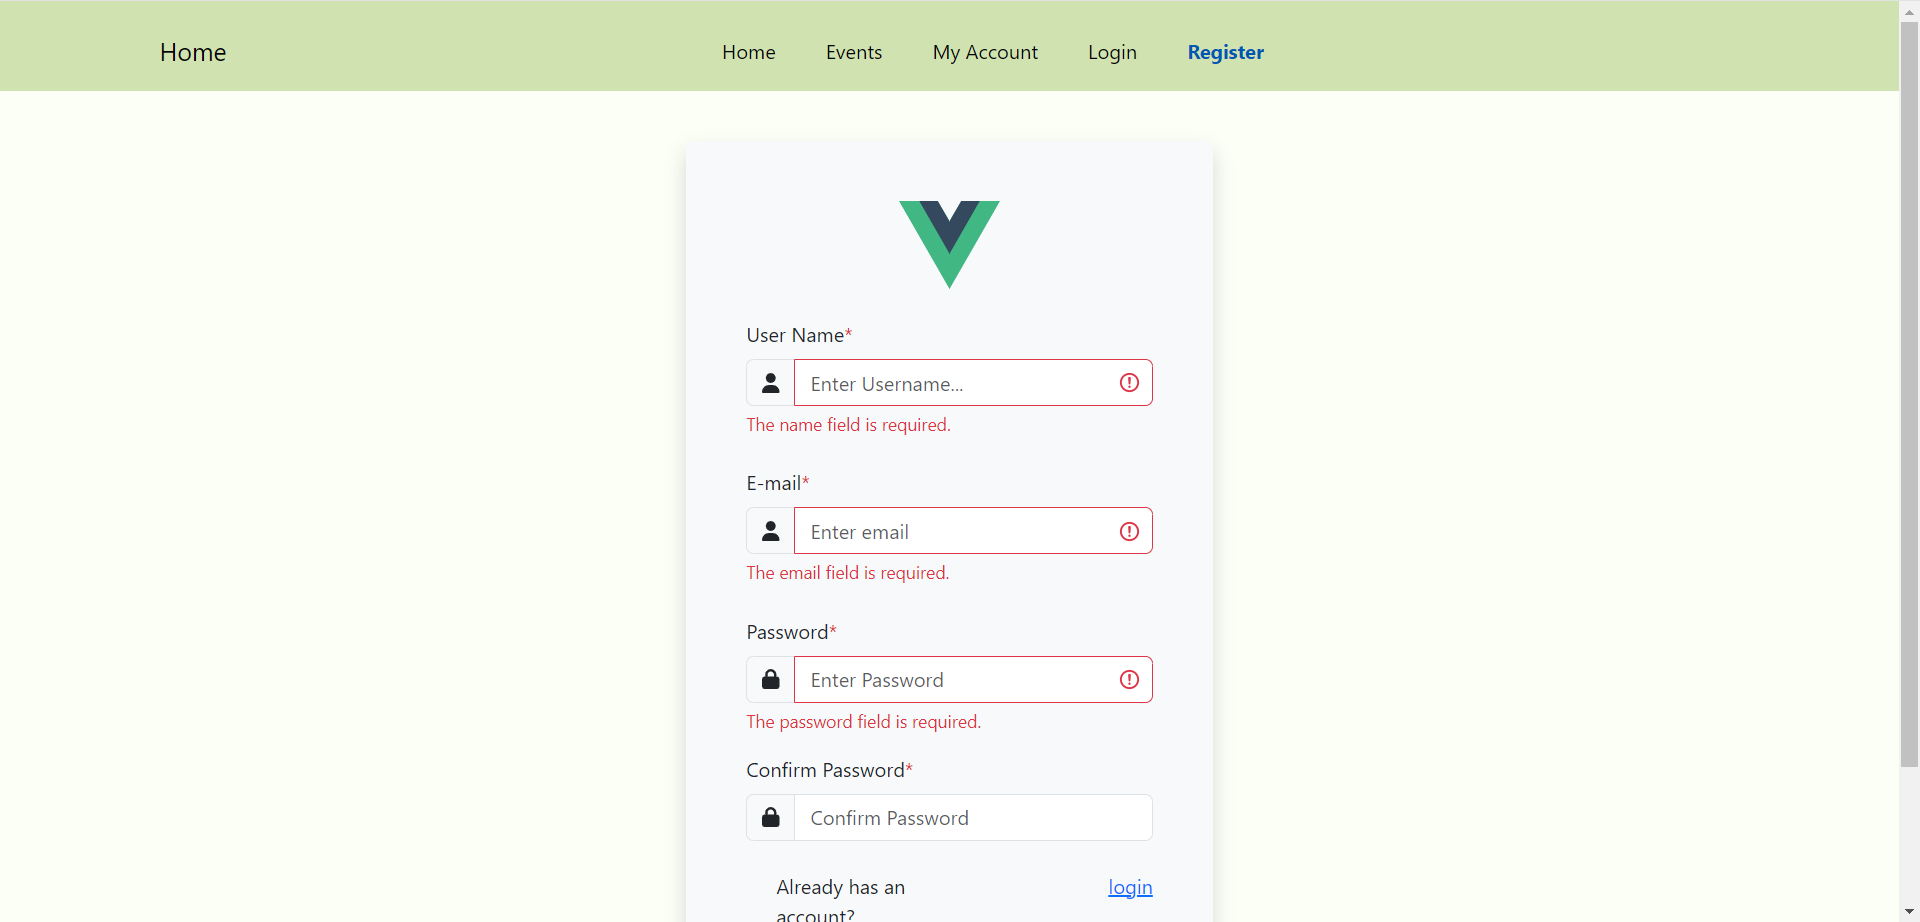 Home
Home Events My Account Login Register
User Name*
Enter Username...
The name field is required.
E-mail*
Enter email
The email field is required.
Password*
Enter Password
The password field is required.
Confirm Password*
Confirm Password
Already has an login
account?